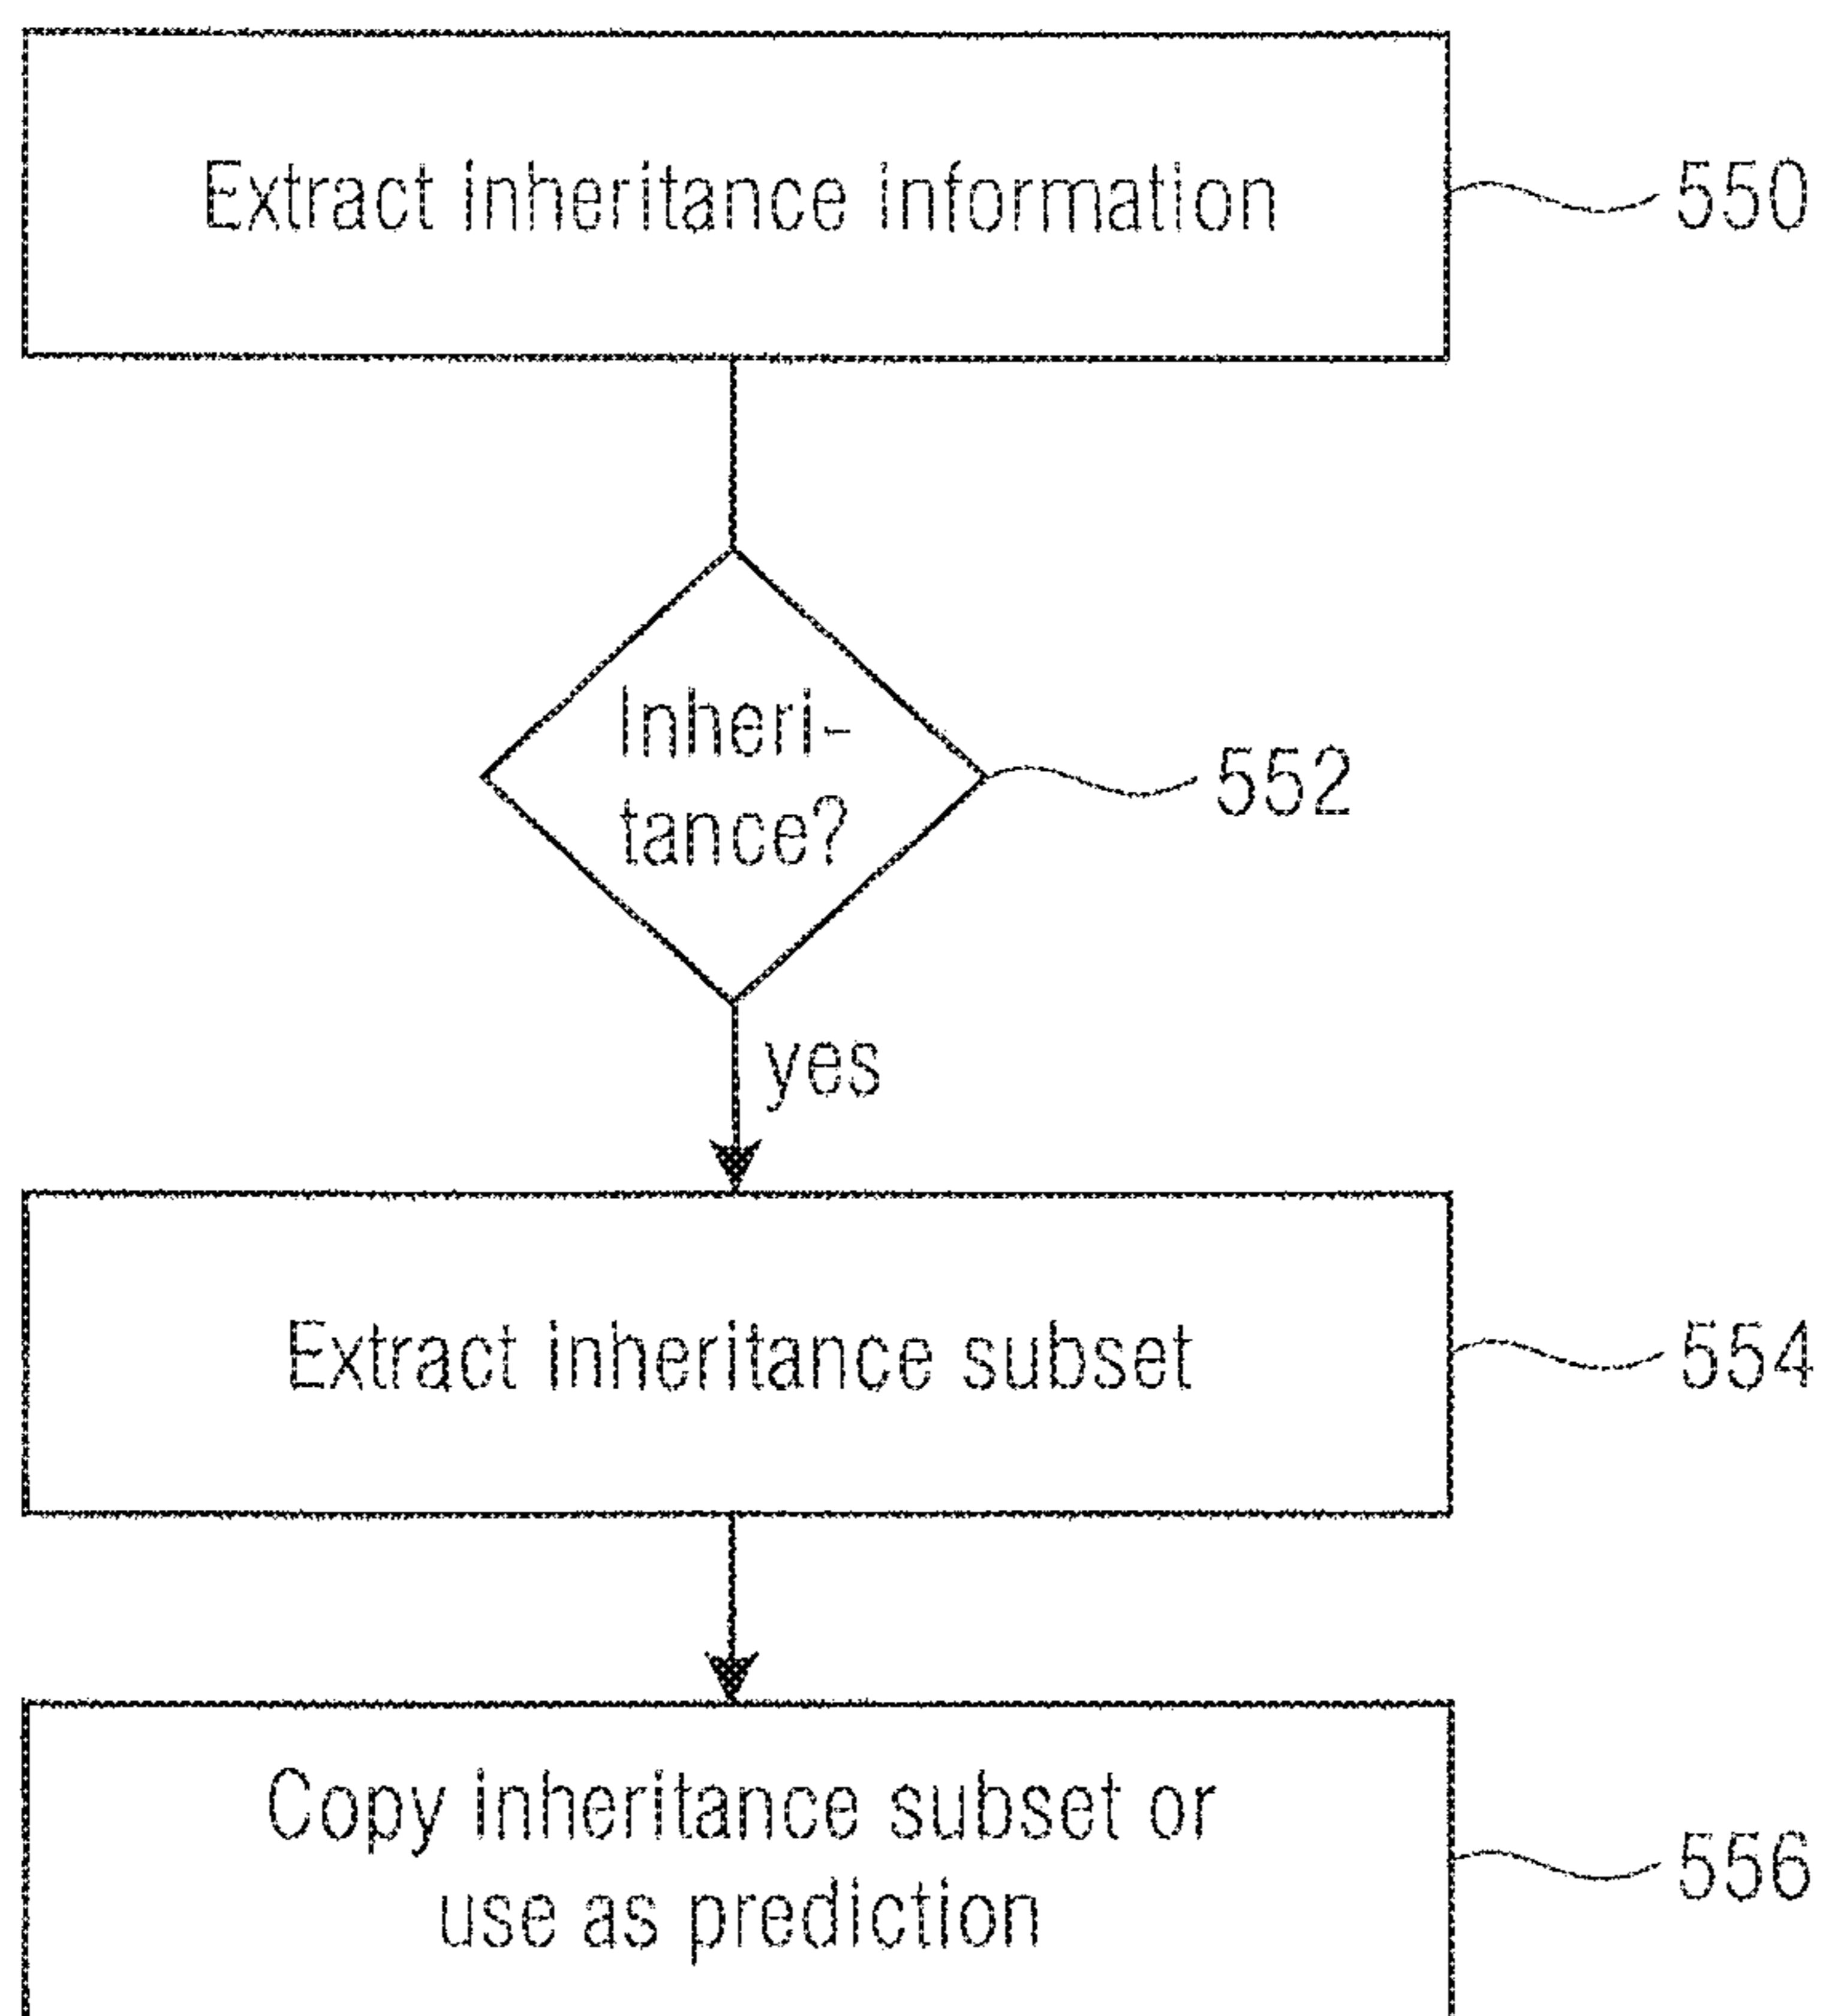 Extract inheritance information
550
Inheri-
tance?
552
yes
Extract inheritance subset
554
Copy inheritance subset or
use as prediction
556